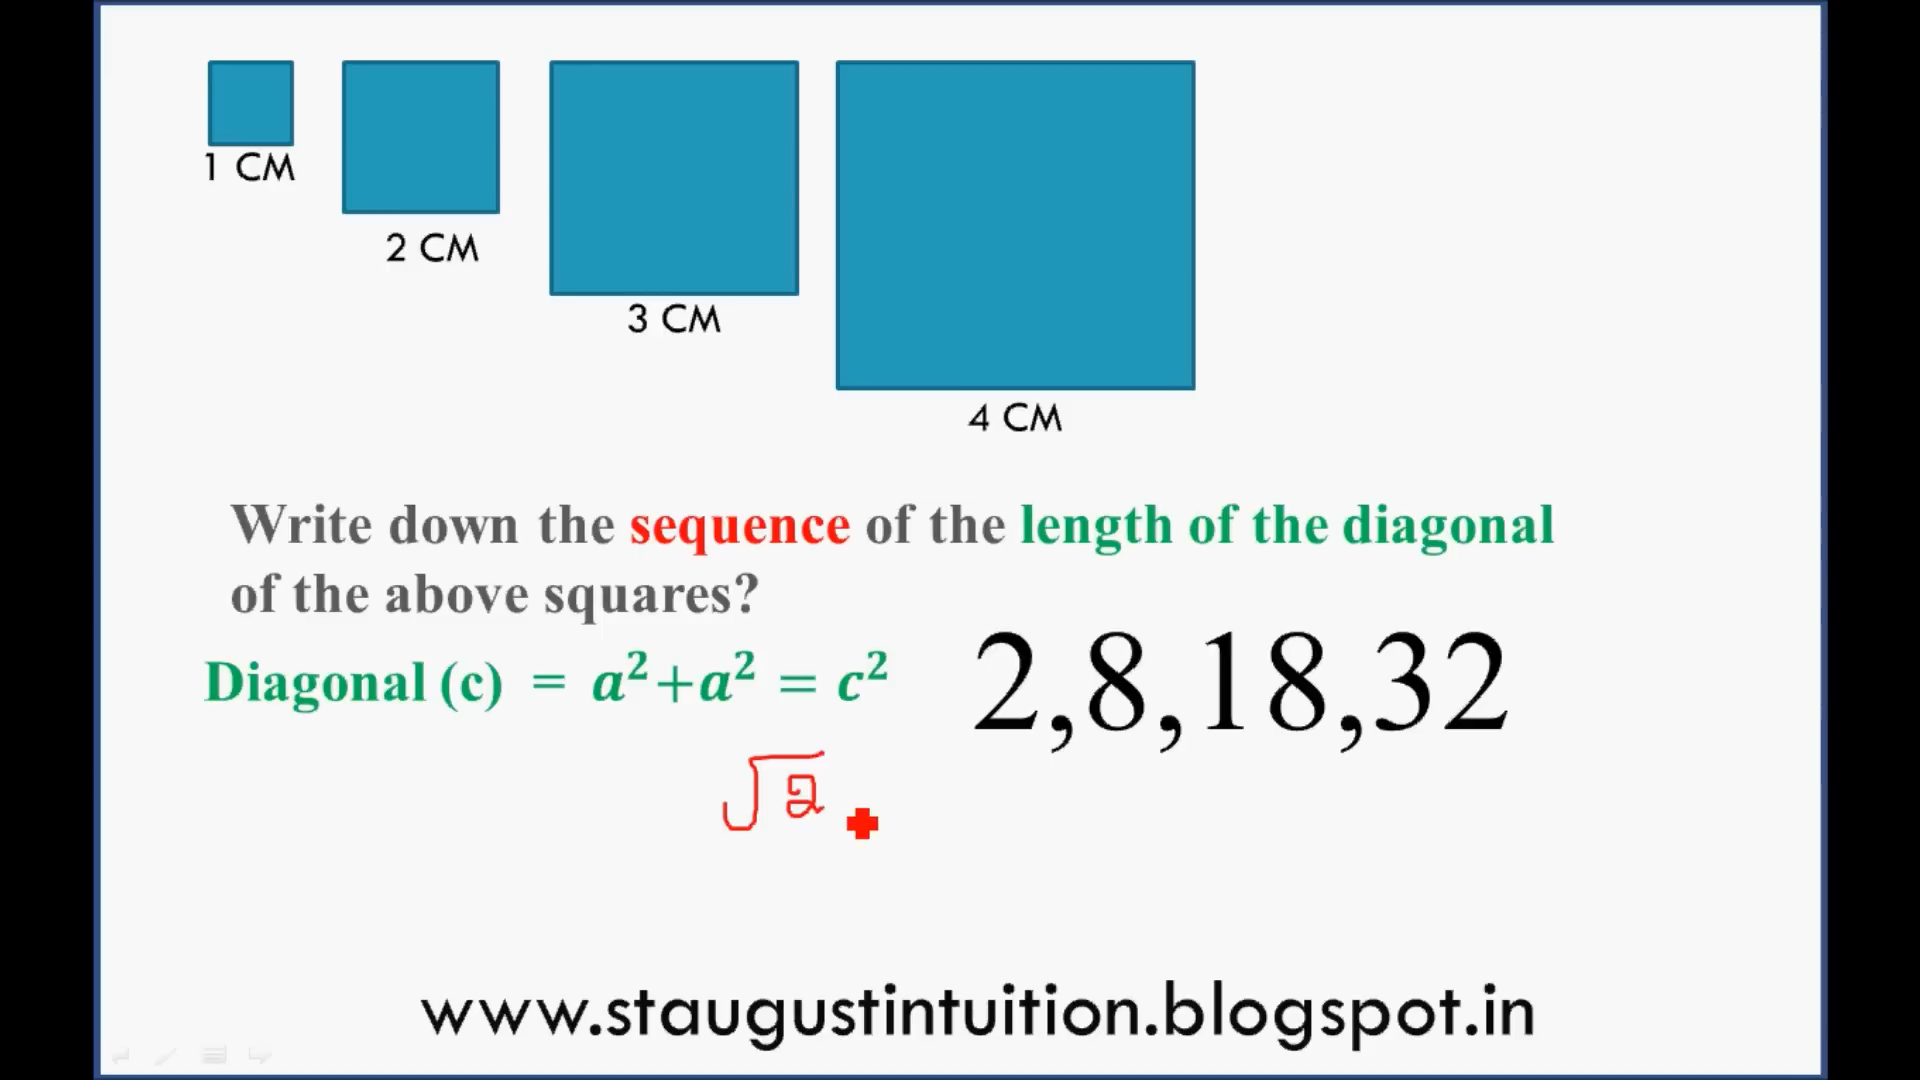 1 CM
2 CM
3 CM
4 CM
Write down the sequence of the length of the diagonal
of the above squares?
Diagonal (c) = a²+a² = c²
2,8,18,32
√2
www.staugustintuition.blogspot.in